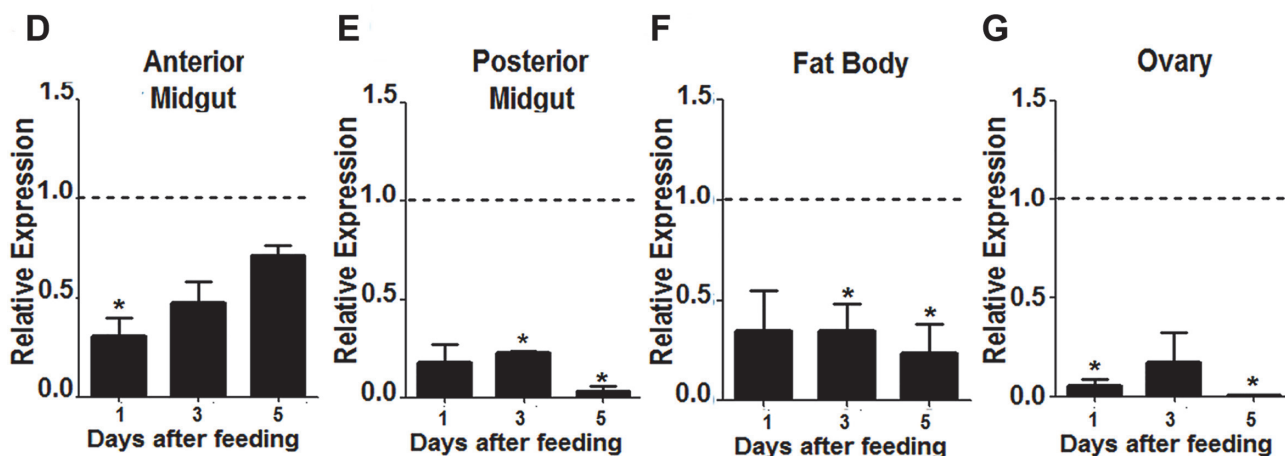 D
Anterior
Midgut
Relative Expression
1.5
1.0
0.5
0.0
*
1 3 5
Days after feeding
E
Posterior
Midgut
Relative Expression
1.5
1.0
0.5
0.0
* *
1 3 5
Days after feeding
F
Fat Body
Relative Expression
1.5
1.0
0.5
0.0
* *
1 3 5
Days after feeding
G
Ovary
Relative Expression
1.5
1.0
0.5
0.0
* *
1 3 5
Days after feeding